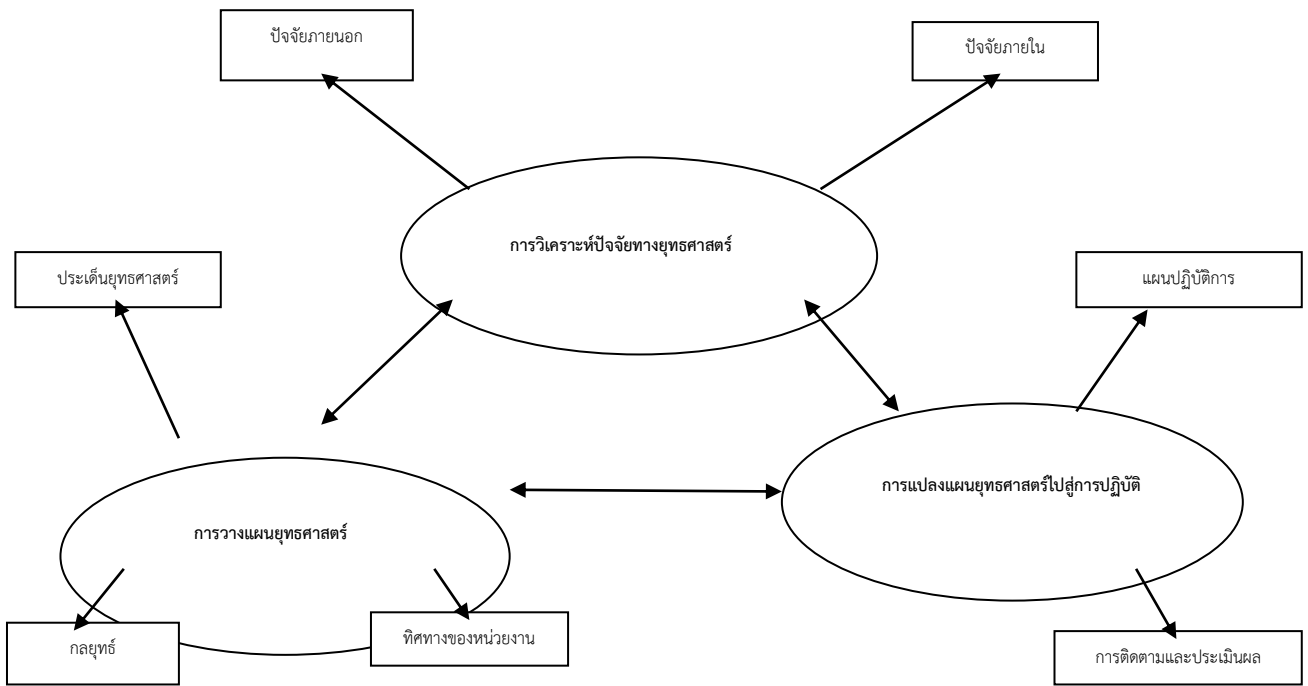 ปัจจัยภายนอก
ปัจจัยภายใน
การวิเคราะห์ปัจจัยทางยุทธศาสตร์
ประเด็นยุทธศาสตร์
แผนปฏิบัติการ
การแปลงแผนยุทธศาสตร์ไปสู่การปฏิบัติ
การวางแผนยุทธศาสตร์
กลยุทธ์
ทิศทางของหน่วยงาน
การติดตามและประเมินผล